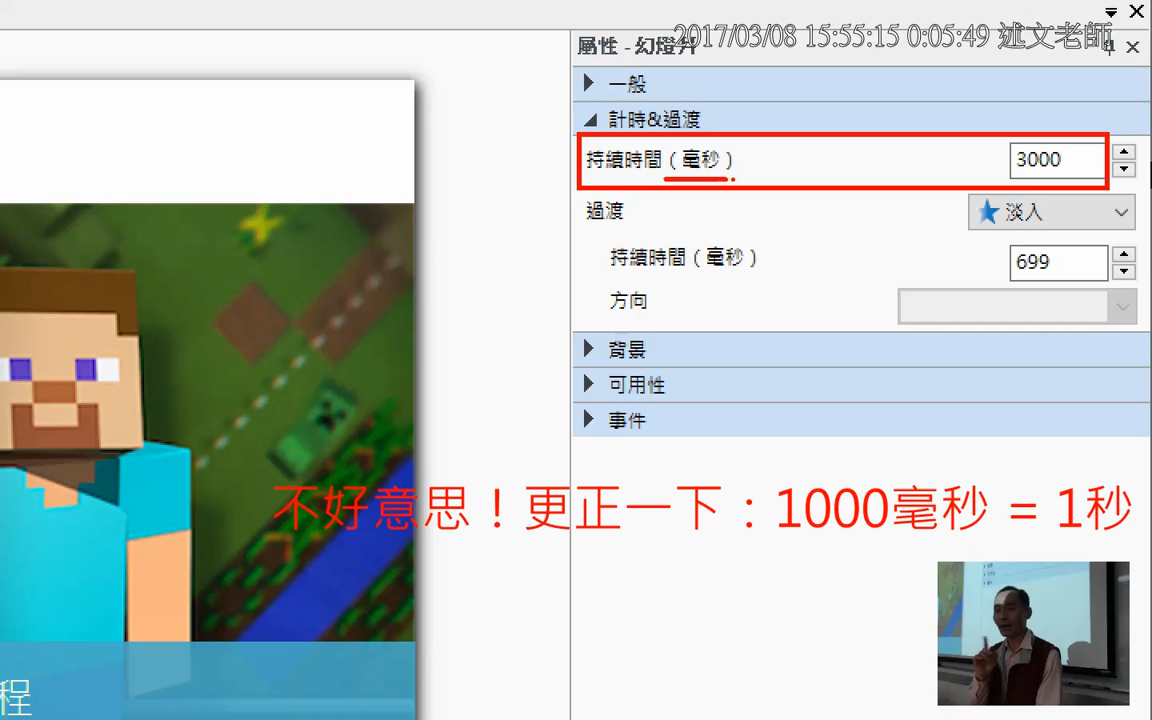 2017/03/08 15:55:15 0:05:49 述文老師
屬性 - 幻燈片
一般
計時&過渡
持續時間（毫秒） 3000
過渡 淡入
持續時間（毫秒） 699
方向
背景
可用性
事件
不好意思！更正一下：1000毫秒 = 1秒
程